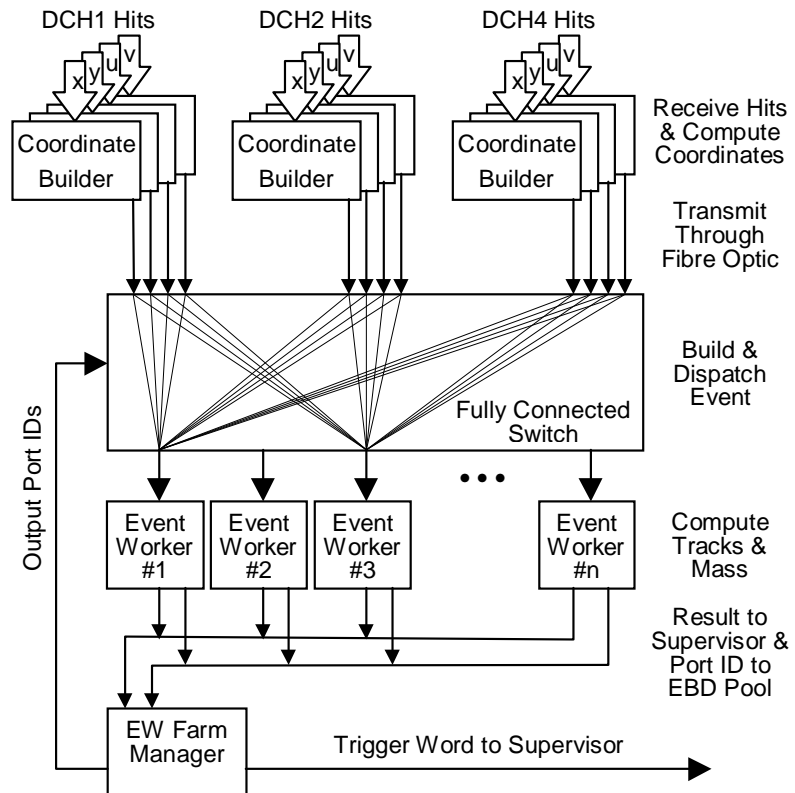 DCH1 Hits
DCH2 Hits
DCH4 Hits
x
y
u
v
x
y
u
v
x
y
u
v
Coordinate
Builder
Coordinate
Builder
Coordinate
Builder
Receive Hits
& Compute
Coordinates
Transmit
Through
Fibre Optic
Fully Connected
Switch
Build &
Dispatch
Event
Output Port IDs
Event
Worker
#1
Event
Worker
#2
Event
Worker
#3
Event
Worker
#n
Compute
Tracks &
Mass
Result to
Supervisor &
Port ID to
EBD Pool
EW Farm
Manager
Trigger Word to Supervisor